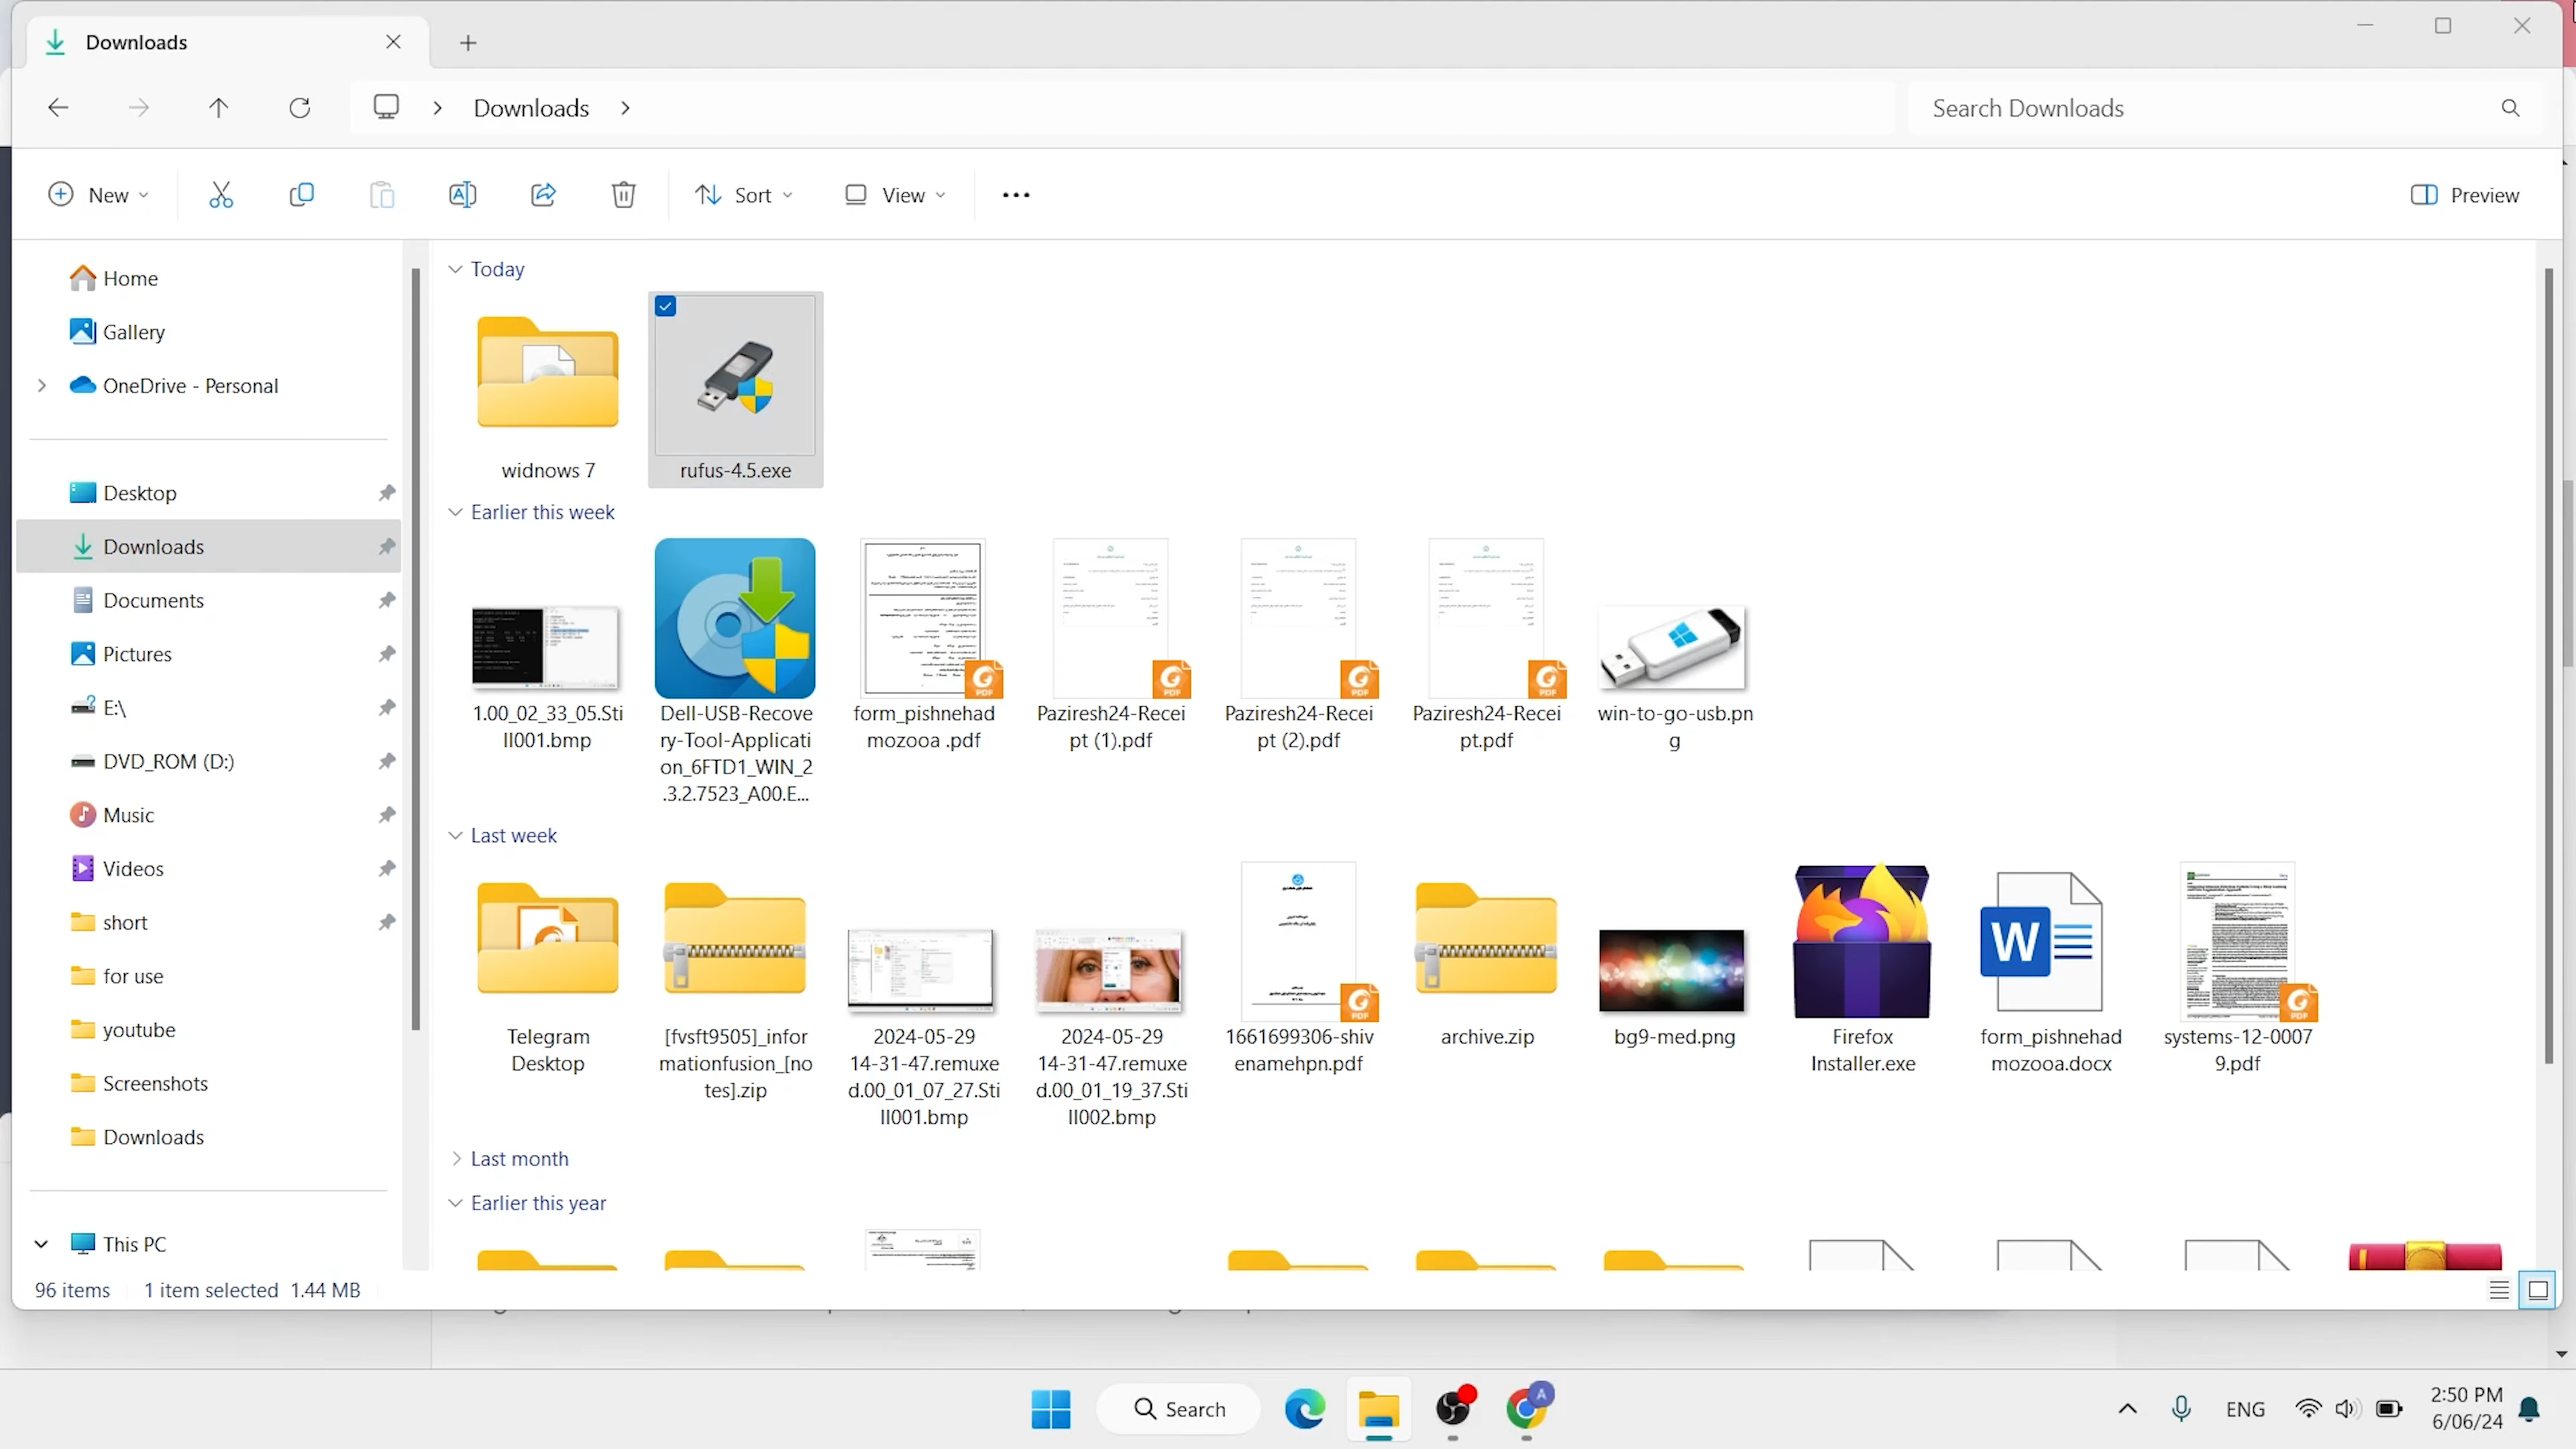 Downloads
Downloads
Search Downloads
New
Sort
View
Preview
Home
Gallery
OneDrive - Personal
Desktop
Downloads
Documents
Pictures
E:\
DVD_ROM (D:)
Music
Videos
short
for use
youtube
Screenshots
Downloads
This PC
Today
widnows 7
rufus-4.5.exe
Earlier this week
1.00_02_33_05.Sti
ll001.bmp
Dell-USB-Recove
ry-Tool-Applicati
on_6FTD1_WIN_2
.3.2.7523_A00.E...
form_pishnehad
mozooa .pdf
Paziresh24-Recei
pt (1).pdf
Paziresh24-Recei
pt (2).pdf
Paziresh24-Recei
pt.pdf
win-to-go-usb.pn
g
PDF
PDF
PDF
PDF
Last week
Telegram
Desktop
[fvsft9505]_infor
mationfusion_[no
tes].zip
2024-05-29
14-31-47.remuxe
d.00_01_07_27.Sti
ll001.bmp
2024-05-29
14-31-47.remuxe
d.00_01_19_37.Sti
ll002.bmp
1661699306-shiv
enamehpn.pdf
archive.zip
bg9-med.png
Firefox
Installer.exe
form_pishnehad
mozooa.docx
systems-12-0007
9.pdf
PDF
W
PDF
Last month
Earlier this year
96 items
1 item selected 1.44 MB
Search
A
ENG
2:50 PM
6/06/24